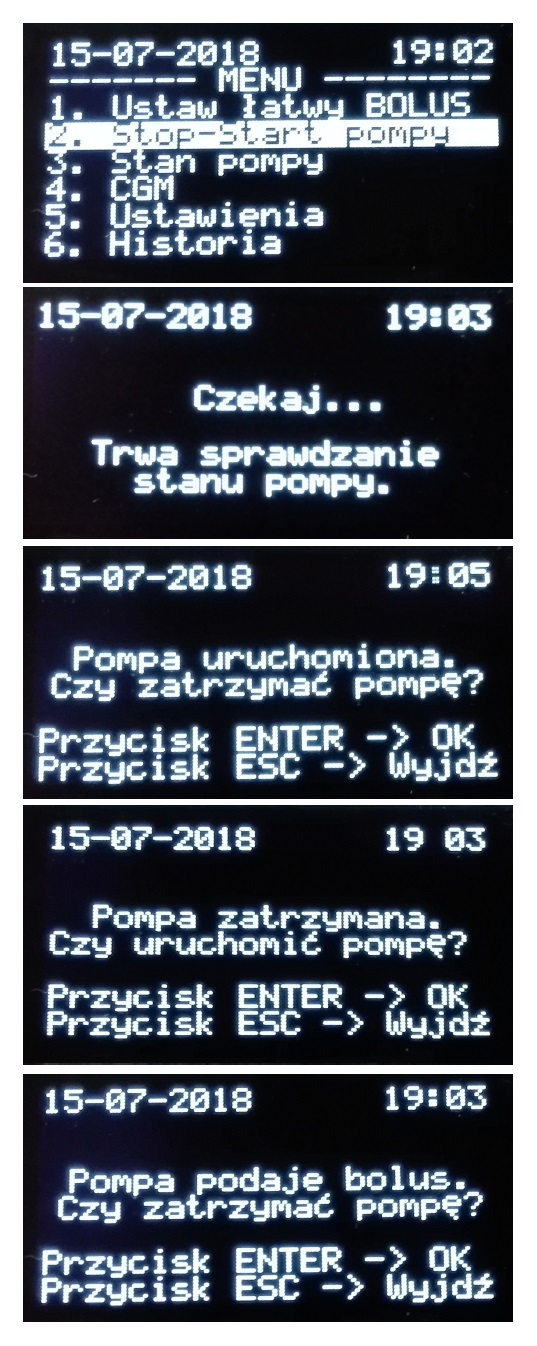 15-07-2018 19:02
------- MENU --------
1. Ustaw łatwy BOLUS
2. Stop-Start pompy
3. Stan pompy
4. CGM
5. Ustawienia
6. Historia
15-07-2018 19:03
Czekaj...
Trwa sprawdzanie
stanu pompy.
15-07-2018 19:05
Pompa uruchomiona.
Czy zatrzymać pompę?
Przycisk ENTER -> OK
Przycisk ESC -> Wyjdź
15-07-2018 19 03
Pompa zatrzymana.
Czy uruchomić pompę?
Przycisk ENTER -> OK
Przycisk ESC -> Wyjdź
15-07-2018 19:03
Pompa podaje bolus.
Czy zatrzymać pompę?
Przycisk ENTER -> OK
Przycisk ESC -> Wyjdź